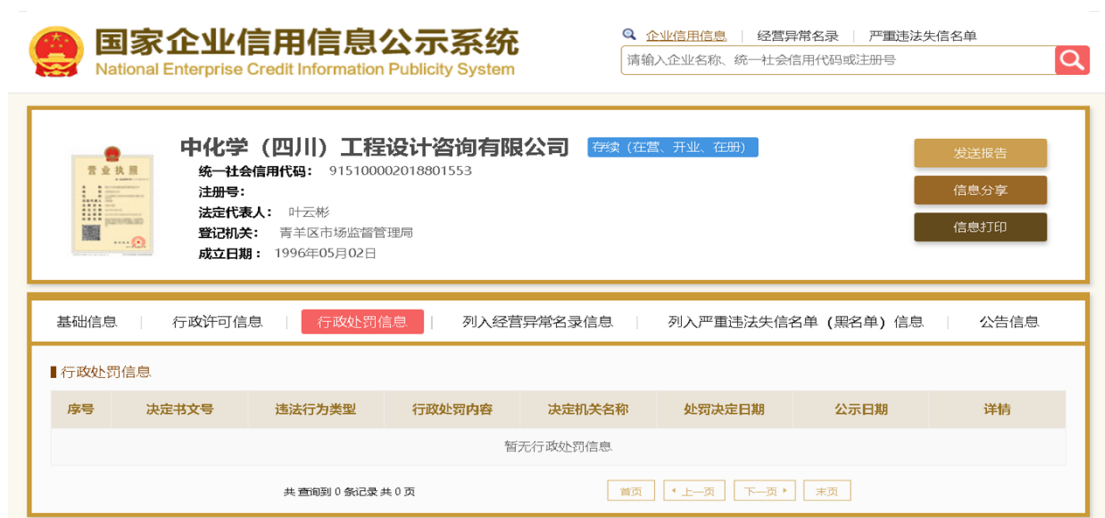 国家企业信用信息公示系统
National Enterprise Credit Information Publicity System
企业信用信息 | 经营异常名录 | 严重违法失信名单
请输入企业名称、统一社会信用代码或注册号
营业执照
中化学（四川）工程设计咨询有限公司 存续（在营、开业、在册）
统一社会信用代码： 915100002018801553
注册号：
法定代表人： 叶云彬
登记机关： 青羊区市场监督管理局
成立日期： 1996年05月02日
发送报告
信息分享
信息打印
基础信息 | 行政许可信息 | 行政处罚信息 | 列入经营异常名录信息 | 列入严重违法失信名单（黑名单）信息 | 公告信息
行政处罚信息
序号 决定书文号 违法行为类型 行政处罚内容 决定机关名称 处罚决定日期 公示日期 详情
暂无行政处罚信息
共 查询到 0 条记录 共 0 页 首页 上一页 下一页 末页